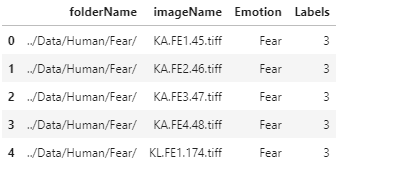 folderName imageName Emotion Labels
0 ../Data/Human/Fear/ KA.FE1.45.tiff Fear 3
1 ../Data/Human/Fear/ KA.FE2.46.tiff Fear 3
2 ../Data/Human/Fear/ KA.FE3.47.tiff Fear 3
3 ../Data/Human/Fear/ KA.FE4.48.tiff Fear 3
4 ../Data/Human/Fear/ KL.FE1.174.tiff Fear 3